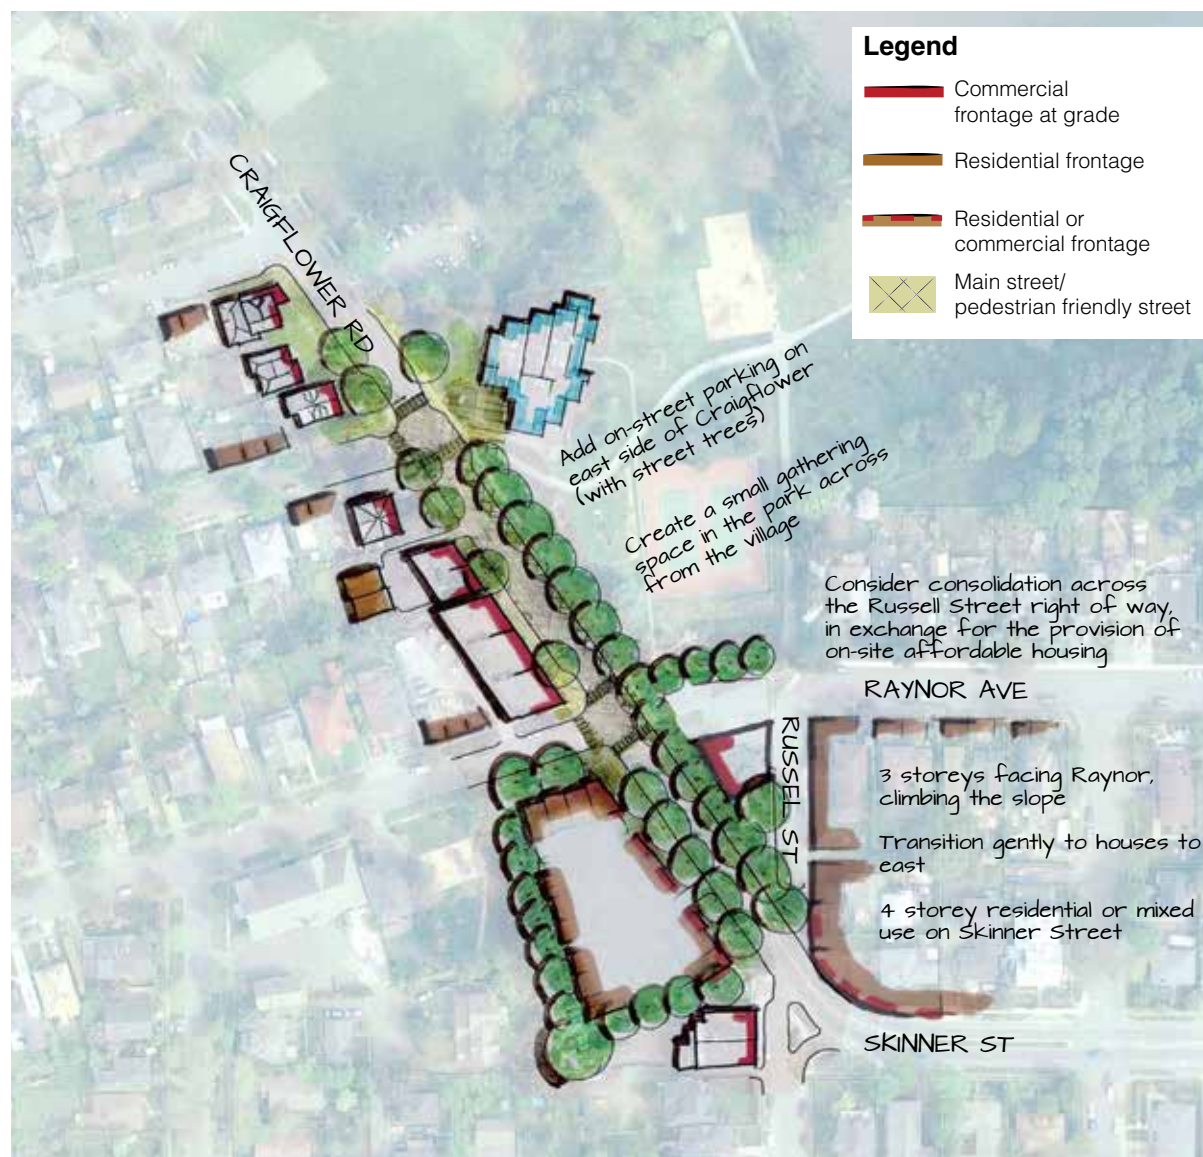 Legend
Commercial
frontage at grade
Residential frontage
Residential or
commercial frontage
Main street/
pedestrian friendly street
CRAIGFLOWER RD
Add on-street parking on
east side of Craigflower
(with street trees)
Create a small gathering
space in the park across
from the village
Consider consolidation across
the Russell Street right of way,
in exchange for the provision of
on-site affordable housing
RAYNOR AVE
RUSSEL ST
3 storeys facing Raynor,
climbing the slope
Transition gently to houses to
east
4 storey residential or mixed
use on Skinner Street
SKINNER ST